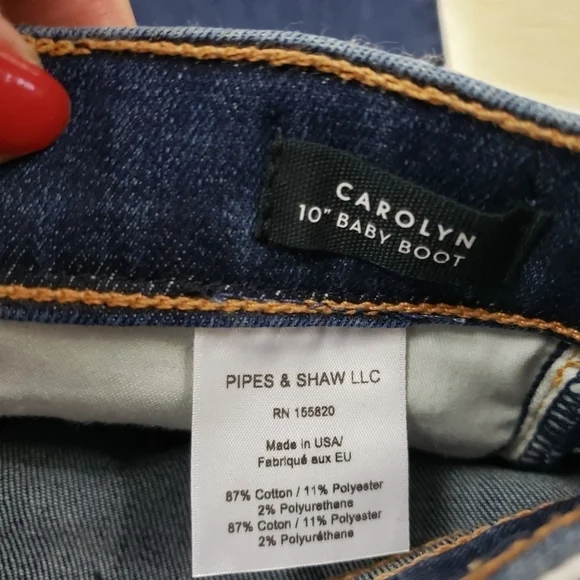 CAROLYN
10" BABY BOOT
PIPES & SHAW LLC
RN 155820
Made in USA/
Fabriqué aux EU
87% Cotton / 11% Polyester
2% Polyurethane
87% Coton / 11% Polyester
2% Polyuréthane